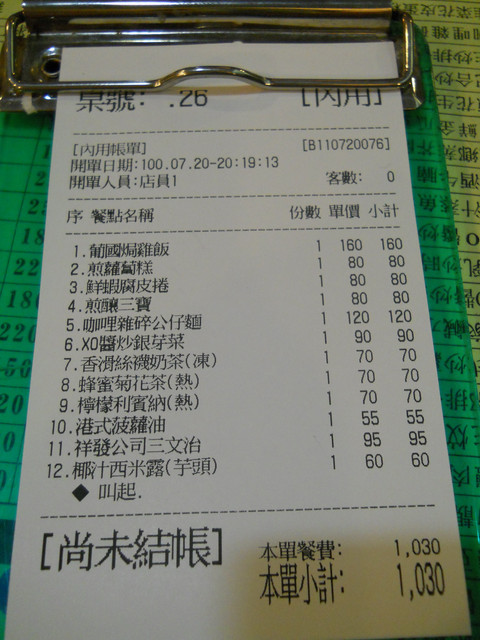 桌號: .26 [內用]
[內用帳單] [B110720076]
開單日期:100.07.20-20:19:13
開單人員:店員1 客數: 0
序 餐點名稱 份數 單價 小計
1.葡國焗雞飯 1 160 160
2.煎蘿蔔糕 1 80 80
3.鮮蝦腐皮捲 1 80 80
4.煎釀三寶 1 80 80
5.咖哩雜碎公仔麵 1 120 120
6.XO醬炒銀芽菜 1 90 90
7.香滑絲襪奶茶(凍) 1 70 70
8.蜂蜜菊花茶(熱) 1 70 70
9.檸檬利賓納(熱) 1 70 70
10.港式菠蘿油 1 55 55
11.祥發公司三文治 1 95 95
12.椰汁西米露(芋頭) 1 60 60
◆ 叫起.
[尚未結帳]
本單餐費: 1,030
本單小計: 1,030